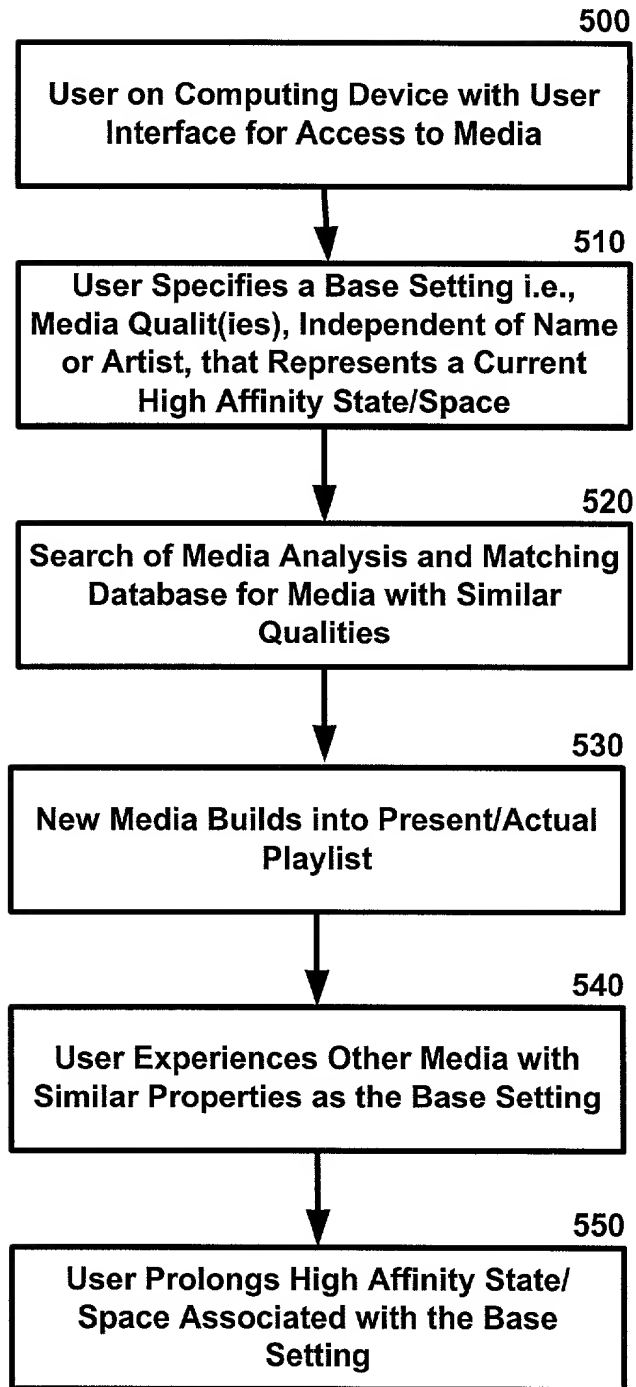 500
User on Computing Device with User
Interface for Access to Media
510
User Specifies a Base Setting i.e.,
Media Qualit(ies), Independent of Name
or Artist, that Represents a Current
High Affinity State/Space
520
Search of Media Analysis and Matching
Database for Media with Similar
Qualities
530
New Media Builds into Present/Actual
Playlist
540
User Experiences Other Media with
Similar Properties as the Base Setting
550
User Prolongs High Affinity State/
Space Associated with the Base
Setting